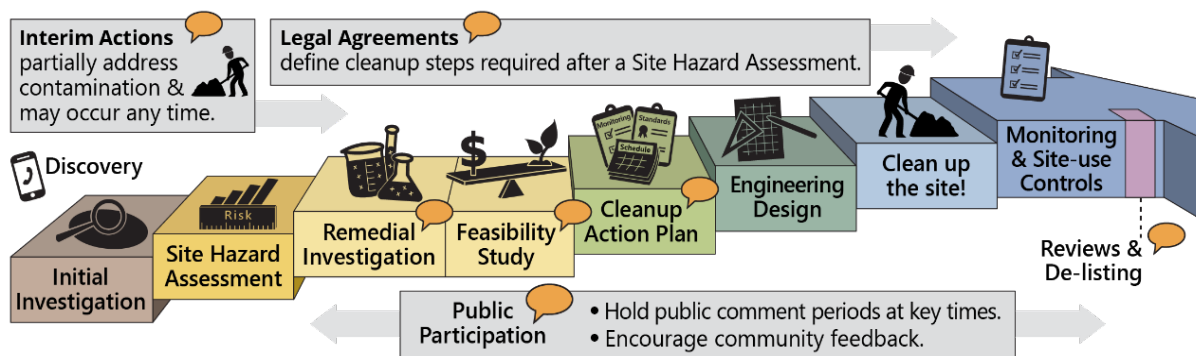 Interim Actions
partially address
contamination &
may occur any time.
Legal Agreements
define cleanup steps required after a Site Hazard Assessment.
Discovery
Initial
Investigation
Risk
Site Hazard
Assessment
Remedial
Investigation
$
Feasibility
Study
Monitoring
Standards
Schedule
Cleanup
Action Plan
Engineering
Design
Clean up
the site!
Monitoring
& Site-use
Controls
Reviews &
De-listing
Public
Participation
• Hold public comment periods at key times.
• Encourage community feedback.